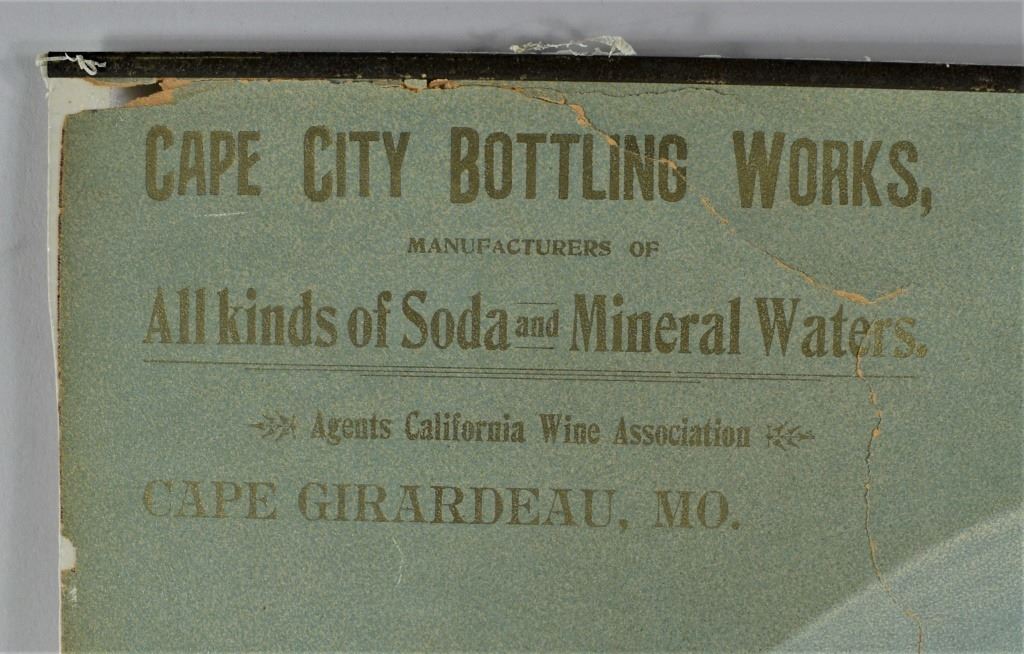 CAPE CITY BOTTLING WORKS,
MANUFACTURERS OF
All kinds of Soda and Mineral Waters.
Agents California Wine Association
CAPE GIRARDEAU, MO.